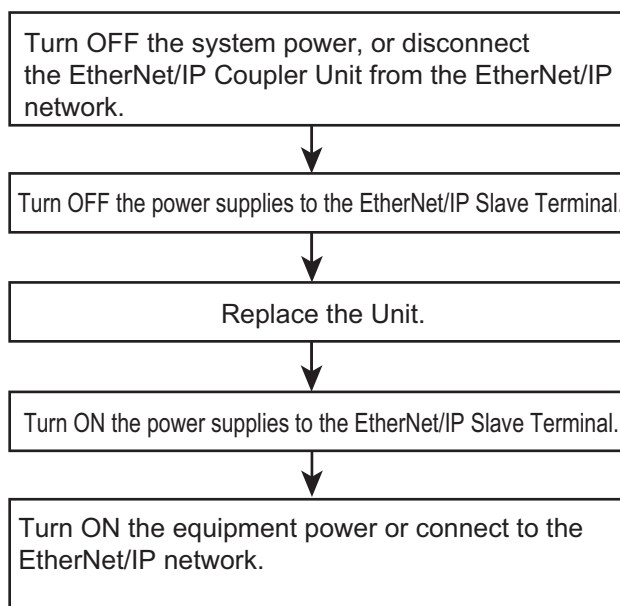 Turn OFF the system power, or disconnect
the EtherNet/IP Coupler Unit from the EtherNet/IP
network.
Turn OFF the power supplies to the EtherNet/IP Slave Terminal.
Replace the Unit.
Turn ON the power supplies to the EtherNet/IP Slave Terminal.
Turn ON the equipment power or connect to the
EtherNet/IP network.